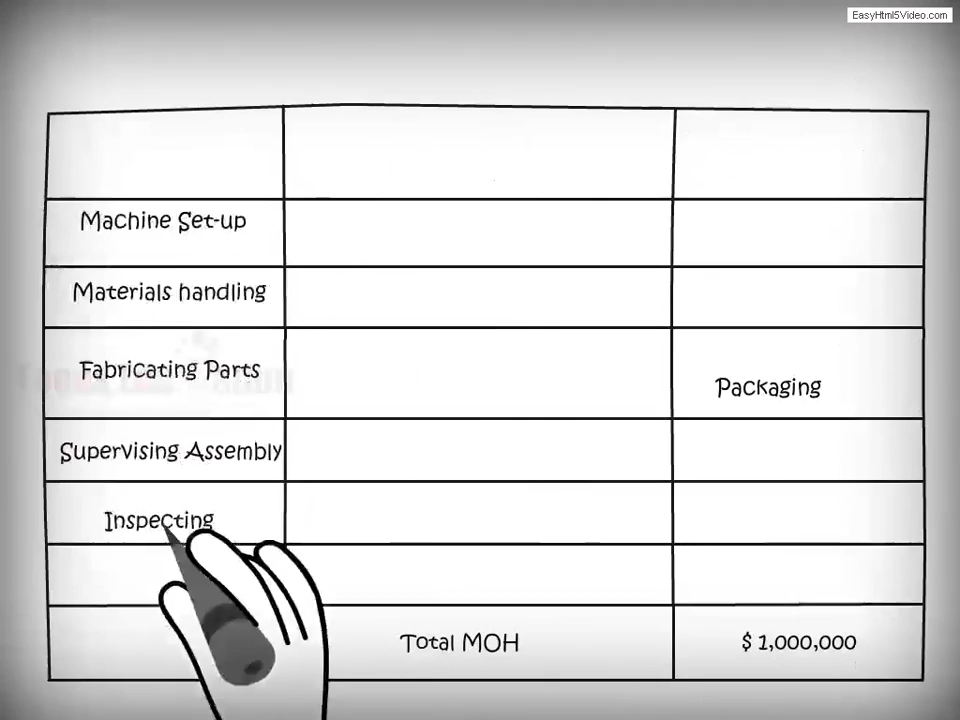 EasyHtml5Video.com
Machine Set-up
Materials handling
Fabricating Parts
Packaging
Supervising Assembly
Inspecting
Total MOH
$ 1,000,000